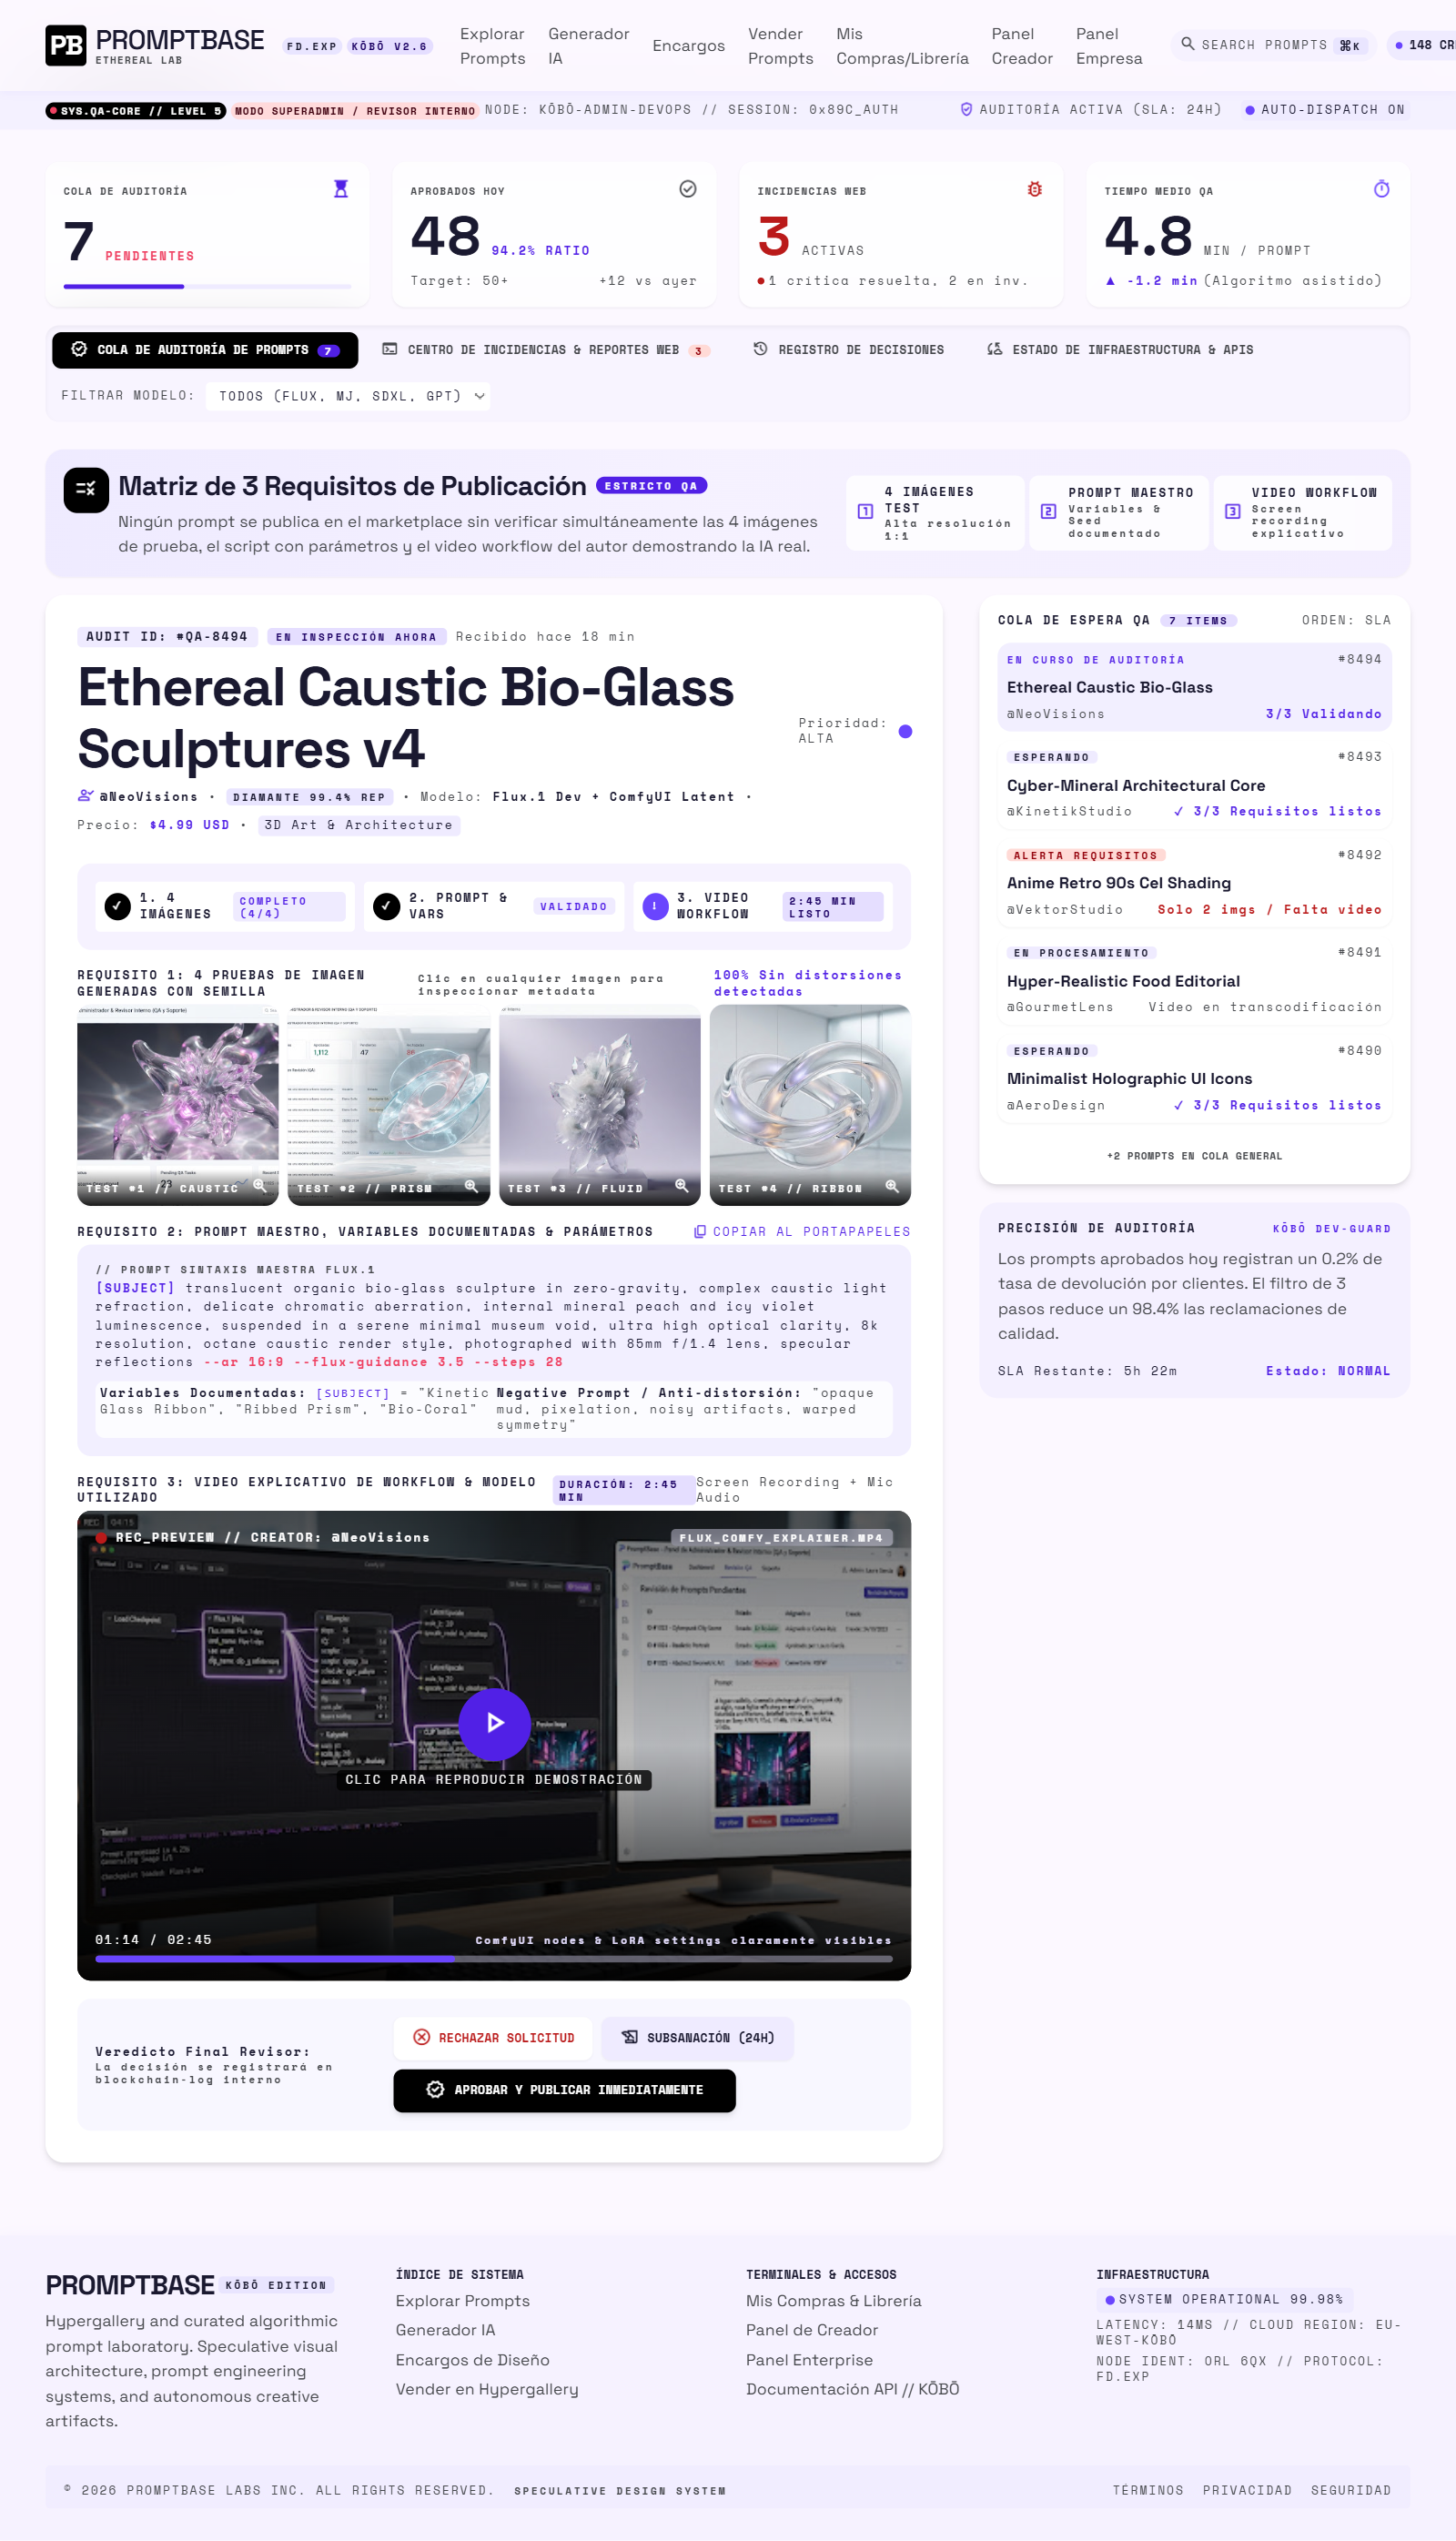 PB PROMPTBASE
ETHEREAL LAB
FD.EXP KŌBŌ V2.6
Explorar Prompts
Generador IA
Encargos
Vender Prompts
Mis Compras/Librería
Panel Creador
Panel Empresa
SEARCH PROMPTS ⌘K
148 CR
SYS.QA-CORE // LEVEL 5 MODO SUPERADMIN / REVISOR INTERNO NODE: KŌBŌ-ADMIN-DEVOPS // SESSION: 0x89C_AUTH
AUDITORÍA ACTIVA (SLA: 24H) AUTO-DISPATCH ON
COLA DE AUDITORÍA
7 PENDIENTES
APROBADOS HOY
48 94.2% RATIO
Target: 50+ +12 vs ayer
INCIDENCIAS WEB
3 ACTIVAS
1 crítica resuelta, 2 en inv.
TIEMPO MEDIO QA
4.8 MIN / PROMPT
▲ -1.2 min (Algoritmo asistido)
COLA DE AUDITORÍA DE PROMPTS 7
CENTRO DE INCIDENCIAS & REPORTES WEB 3
REGISTRO DE DECISIONES
ESTADO DE INFRAESTRUCTURA & APIS
FILTRAR MODELO: TODOS (FLUX, MJ, SDXL, GPT)
Matriz de 3 Requisitos de Publicación ESTRICTO QA
Ningún prompt se publica en el marketplace sin verificar simultáneamente las 4 imágenes
de prueba, el script con parámetros y el video workflow del autor demostrando la IA real.
1
4 IMÁGENES
TEST
Alta resolución
1:1
2
PROMPT MAESTRO
Variables &
Seed
documentado
3
VIDEO WORKFLOW
Screen
recording
explicativo
AUDIT ID: #QA-8494 EN INSPECCIÓN AHORA Recibido hace 18 min
Ethereal Caustic Bio-Glass
Sculptures v4
Prioridad:
ALTA
@NeoVisions • DIAMANTE 99.4% REP • Modelo: Flux.1 Dev + ComfyUI Latent •
Precio: $4.99 USD • 3D Art & Architecture
✓ 1. 4
IMÁGENES
COMPLETO
(4/4)
✓ 2. PROMPT &
VARS
VALIDADO
! 3. VIDEO
WORKFLOW
2:45 MIN
LISTO
REQUISITO 1: 4 PRUEBAS DE IMAGEN
GENERADAS CON SEMILLA
Clic en cualquier imagen para
inspeccionar metadata
100% Sin distorsiones
detectadas
TEST #1 // CAUSTIC
TEST #2 // PRISM
TEST #3 // FLUID
TEST #4 // RIBBON
REQUISITO 2: PROMPT MAESTRO, VARIABLES DOCUMENTADAS & PARÁMETROS
COPIAR AL PORTAPAPELES
// PROMPT SINTAXIS MAESTRA FLUX.1
[SUBJECT] translucent organic bio-glass sculpture in zero-gravity, complex caustic light
refraction, delicate chromatic aberration, internal mineral peach and icy violet
luminescence, suspended in a serene minimal museum void, ultra high optical clarity, 8k
resolution, octane caustic render style, photographed with 85mm f/1.4 lens, specular
reflections --ar 16:9 --flux-guidance 3.5 --steps 28
Variables Documentadas: [SUBJECT] = "Kinetic
Glass Ribbon", "Ribbed Prism", "Bio-Coral"
Negative Prompt / Anti-distorsión: "opaque
mud, pixelation, noisy artifacts, warped
symmetry"
REQUISITO 3: VIDEO EXPLICATIVO DE WORKFLOW & MODELO
UTILIZADO
DURACIÓN: 2:45
MIN
Screen Recording + Mic
Audio
REC_PREVIEW // CREATOR: @NeoVisions
FLUX_COMFY_EXPLAINER.MP4
CLIC PARA REPRODUCIR DEMOSTRACIÓN
01:14 / 02:45
ComfyUI nodes & LoRA settings claramente visibles
Veredicto Final Revisor:
La decisión se registrará en
blockchain-log interno
RECHAZAR SOLICITUD
SUBSANACIÓN (24H)
APROBAR Y PUBLICAR INMEDIATAMENTE
COLA DE ESPERA QA 7 ITEMS ORDEN: SLA
EN CURSO DE AUDITORÍA #8494
Ethereal Caustic Bio-Glass
@NeoVisions 3/3 Validando
ESPERANDO #8493
Cyber-Mineral Architectural Core
@KinetikStudio ✓ 3/3 Requisitos listos
ALERTA REQUISITOS #8492
Anime Retro 90s Cel Shading
@VektorStudio Solo 2 imgs / Falta video
EN PROCESAMIENTO #8491
Hyper-Realistic Food Editorial
@GourmetLens Video en transcodificación
ESPERANDO #8490
Minimalist Holographic UI Icons
@AeroDesign ✓ 3/3 Requisitos listos
+2 PROMPTS EN COLA GENERAL
PRECISIÓN DE AUDITORÍA KŌBŌ DEV-GUARD
Los prompts aprobados hoy registran un 0.2% de
tasa de devolución por clientes. El filtro de 3
pasos reduce un 98.4% las reclamaciones de
calidad.
SLA Restante: 5h 22m Estado: NORMAL
PROMPTBASE KŌBŌ EDITION
Hypergallery and curated algorithmic
prompt laboratory. Speculative visual
architecture, prompt engineering
systems, and autonomous creative
artifacts.
ÍNDICE DE SISTEMA
Explorar Prompts
Generador IA
Encargos de Diseño
Vender en Hypergallery
TERMINALES & ACCESOS
Mis Compras & Librería
Panel de Creador
Panel Enterprise
Documentación API // KŌBŌ
INFRAESTRUCTURA
SYSTEM OPERATIONAL 99.98%
LATENCY: 14MS // CLOUD REGION: EU-
WEST-KŌBŌ
NODE IDENT: ORL 6QX // PROTOCOL:
FD.EXP
© 2026 PROMPTBASE LABS INC. ALL RIGHTS RESERVED. SPECULATIVE DESIGN SYSTEM
TÉRMINOS PRIVACIDAD SEGURIDAD